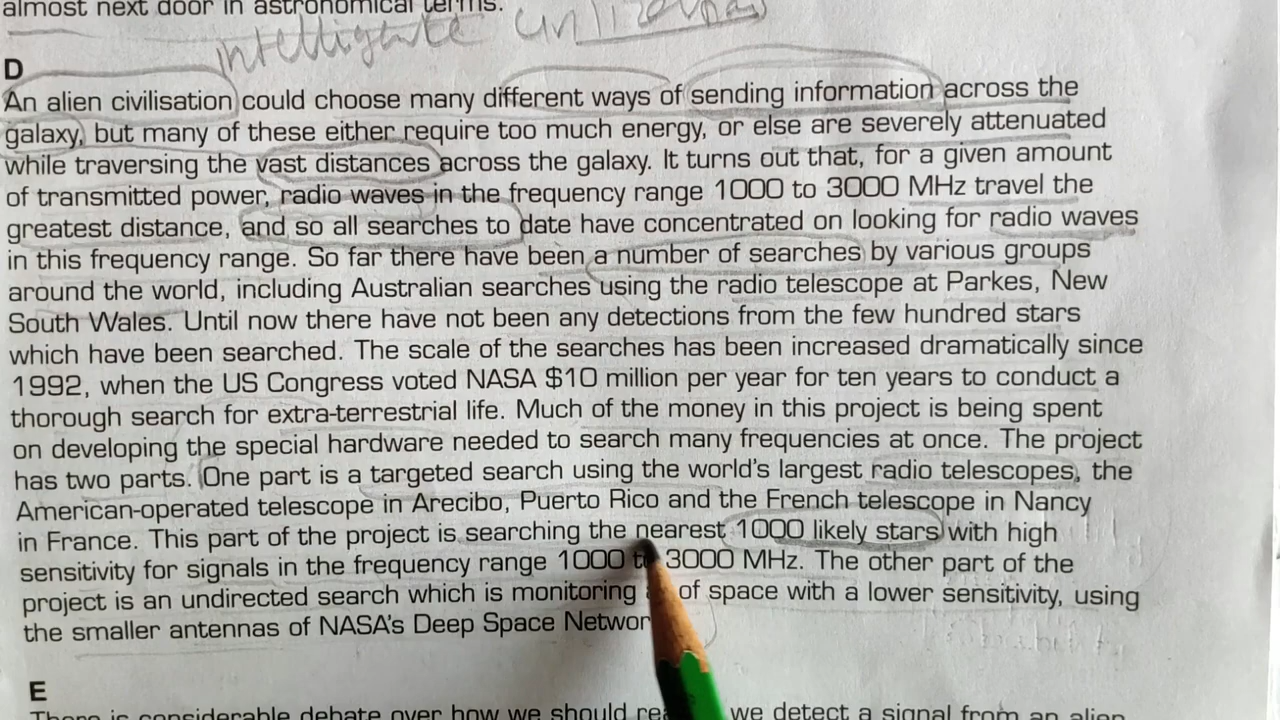 almost next door in astronomical terms.
D
An alien civilisation could choose many different ways of sending information across the
galaxy, but many of these either require too much energy, or else are severely attenuated
while traversing the vast distances across the galaxy. It turns out that, for a given amount
of transmitted power, radio waves in the frequency range 1000 to 3000 MHz travel the
greatest distance, and so all searches to date have concentrated on looking for radio waves
in this frequency range. So far there have been a number of searches by various groups
around the world, including Australian searches using the radio telescope at Parkes, New
South Wales. Until now there have not been any detections from the few hundred stars
which have been searched. The scale of the searches has been increased dramatically since
1992, when the US Congress voted NASA $10 million per year for ten years to conduct a
thorough search for extra-terrestrial life. Much of the money in this project is being spent
on developing the special hardware needed to search many frequencies at once. The project
has two parts. One part is a targeted search using the world's largest radio telescopes, the
American-operated telescope in Arecibo, Puerto Rico and the French telescope in Nancy
in France. This part of the project is searching the nearest 1000 likely stars with high
sensitivity for signals in the frequency range 1000 to 3000 MHz. The other part of the
project is an undirected search which is monitoring of space with a lower sensitivity, using
the smaller antennas of NASA's Deep Space Networ
E
There is considerable debate over how we should we detect a signal from an alien